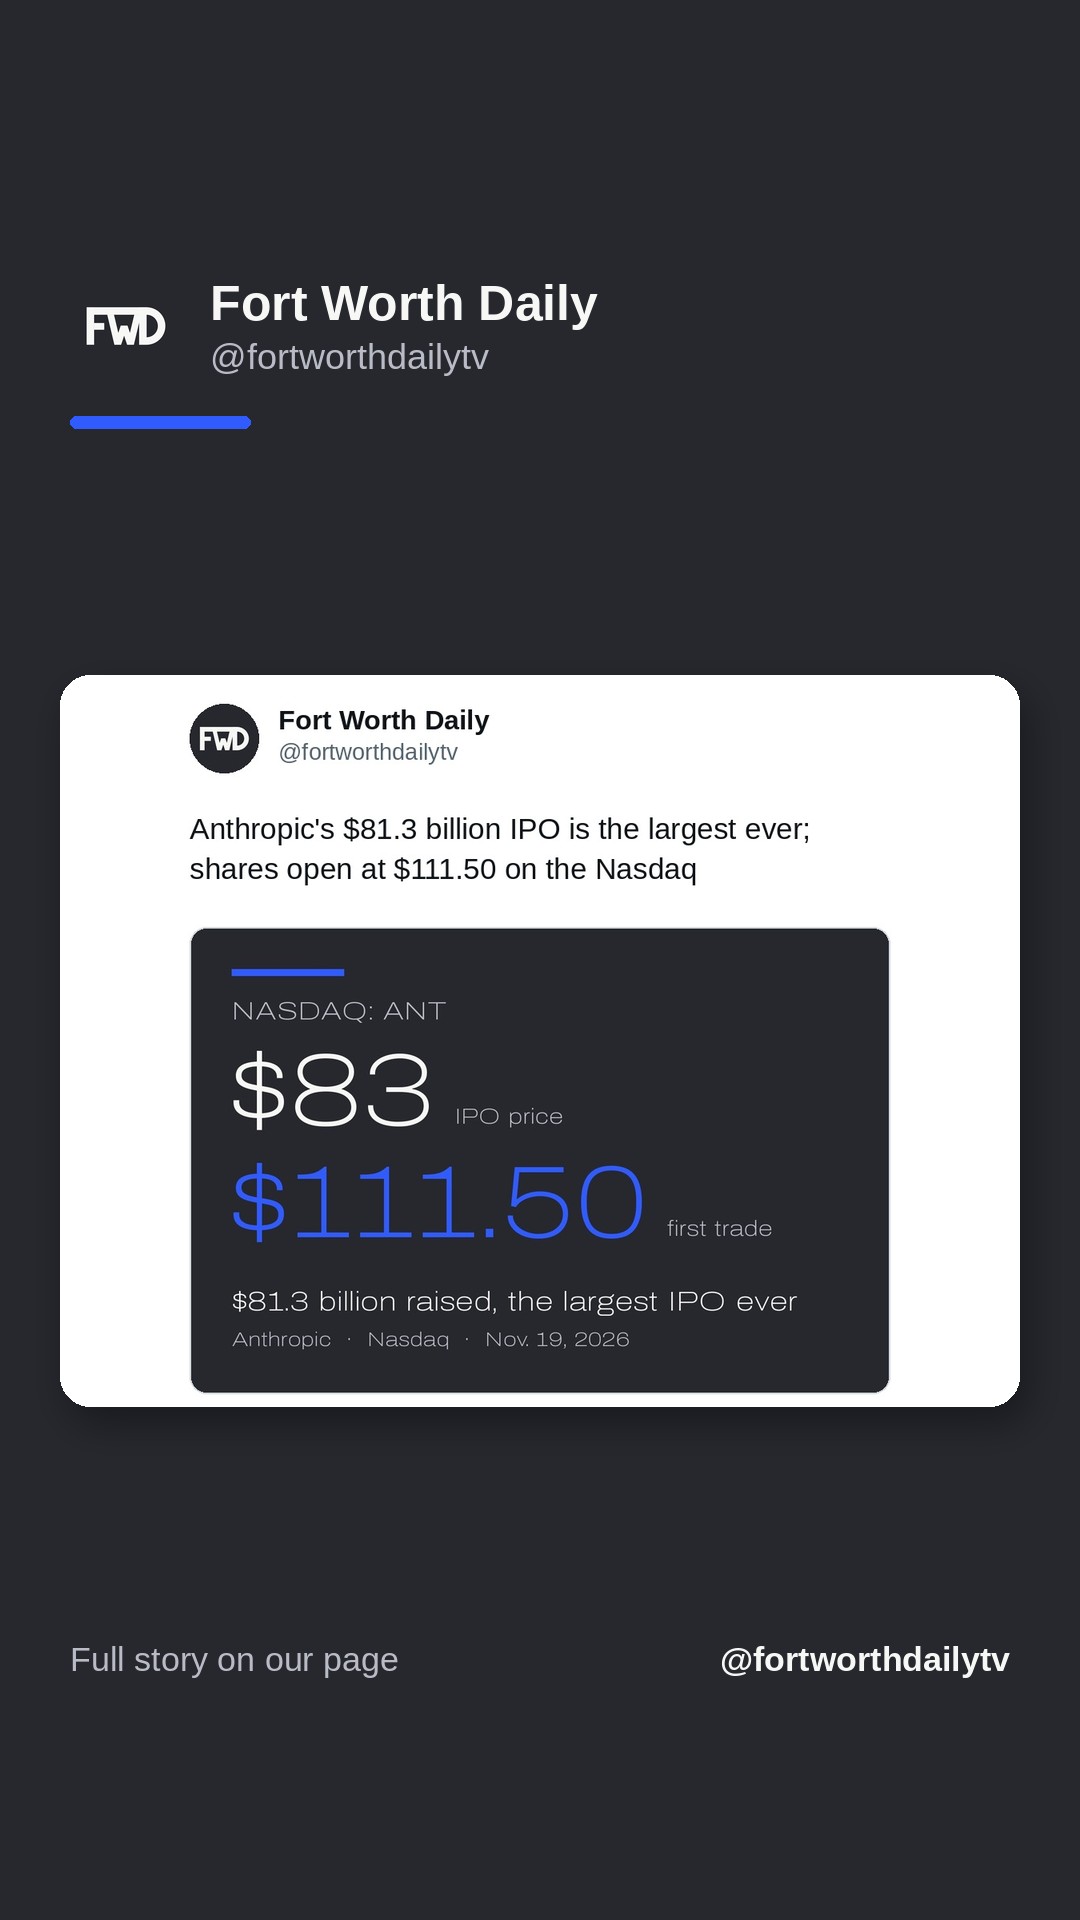 FWD
Fort Worth Daily
@fortworthdailytv
FWD
Fort Worth Daily
@fortworthdailytv
Anthropic's $81.3 billion IPO is the largest ever;
shares open at $111.50 on the Nasdaq
NASDAQ: ANT
$83 IPO price
$111.50 first trade
$81.3 billion raised, the largest IPO ever
Anthropic · Nasdaq · Nov. 19, 2026
Full story on our page
@fortworthdailytv